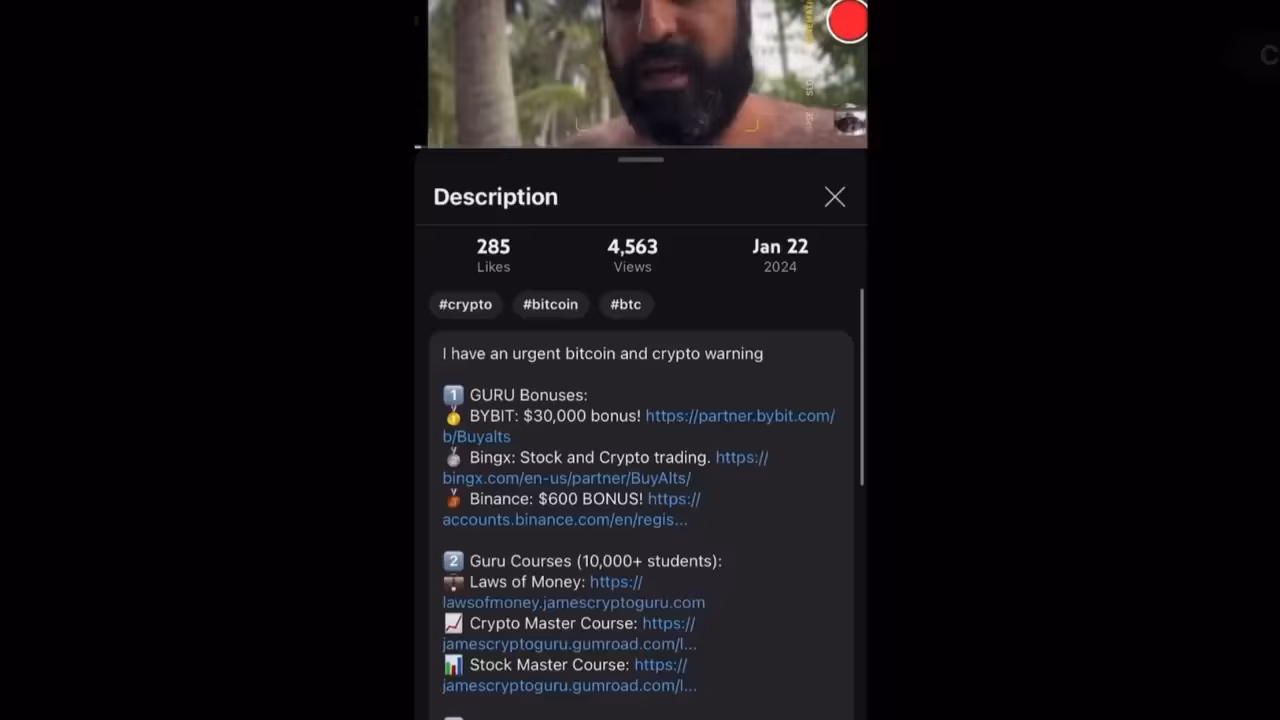 Description
285
4,563
Jan 22
Likes
Views
2024
#crypto
#bitcoin
#btc
I have an urgent bitcoin and crypto warning
1 GURU Bonuses:
🥇 BYBIT: $30,000 bonus! https://partner.bybit.com/
b/Buyalts
🥈 Bingx: Stock and Crypto trading. https://
bingx.com/en-us/partner/BuyAlts/
🥉 Binance: $600 BONUS! https://
accounts.binance.com/en/regis...
2 Guru Courses (10,000+ students):
💼 Laws of Money: https://
lawsofmoney.jamescryptoguru.com
📈 Crypto Master Course: https://
jamescryptoguru.gumroad.com/l...
📊 Stock Master Course: https://
jamescryptoguru.gumroad.com/l...